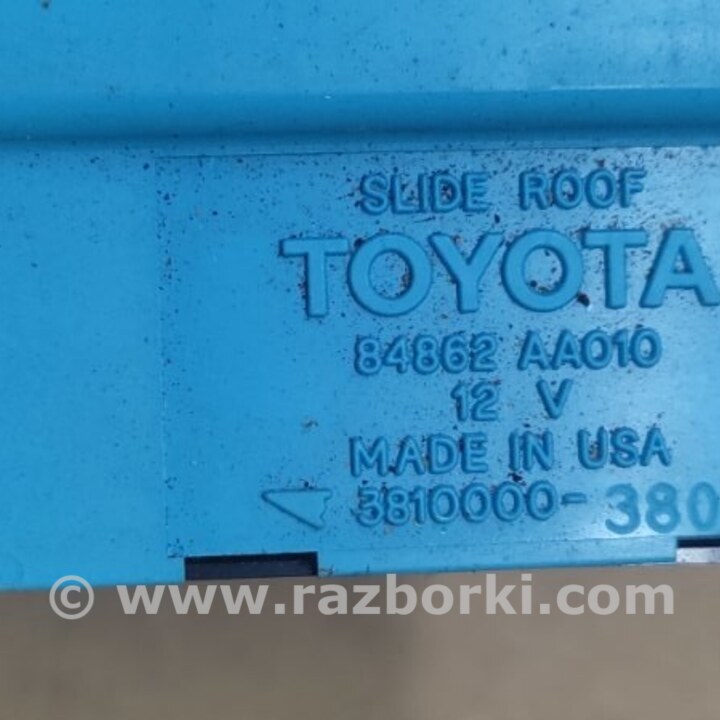 SLIDE ROOF
TOYOTA
84862 AA010
12 V
MADE IN USA
3810000-380
© www.razborki.com